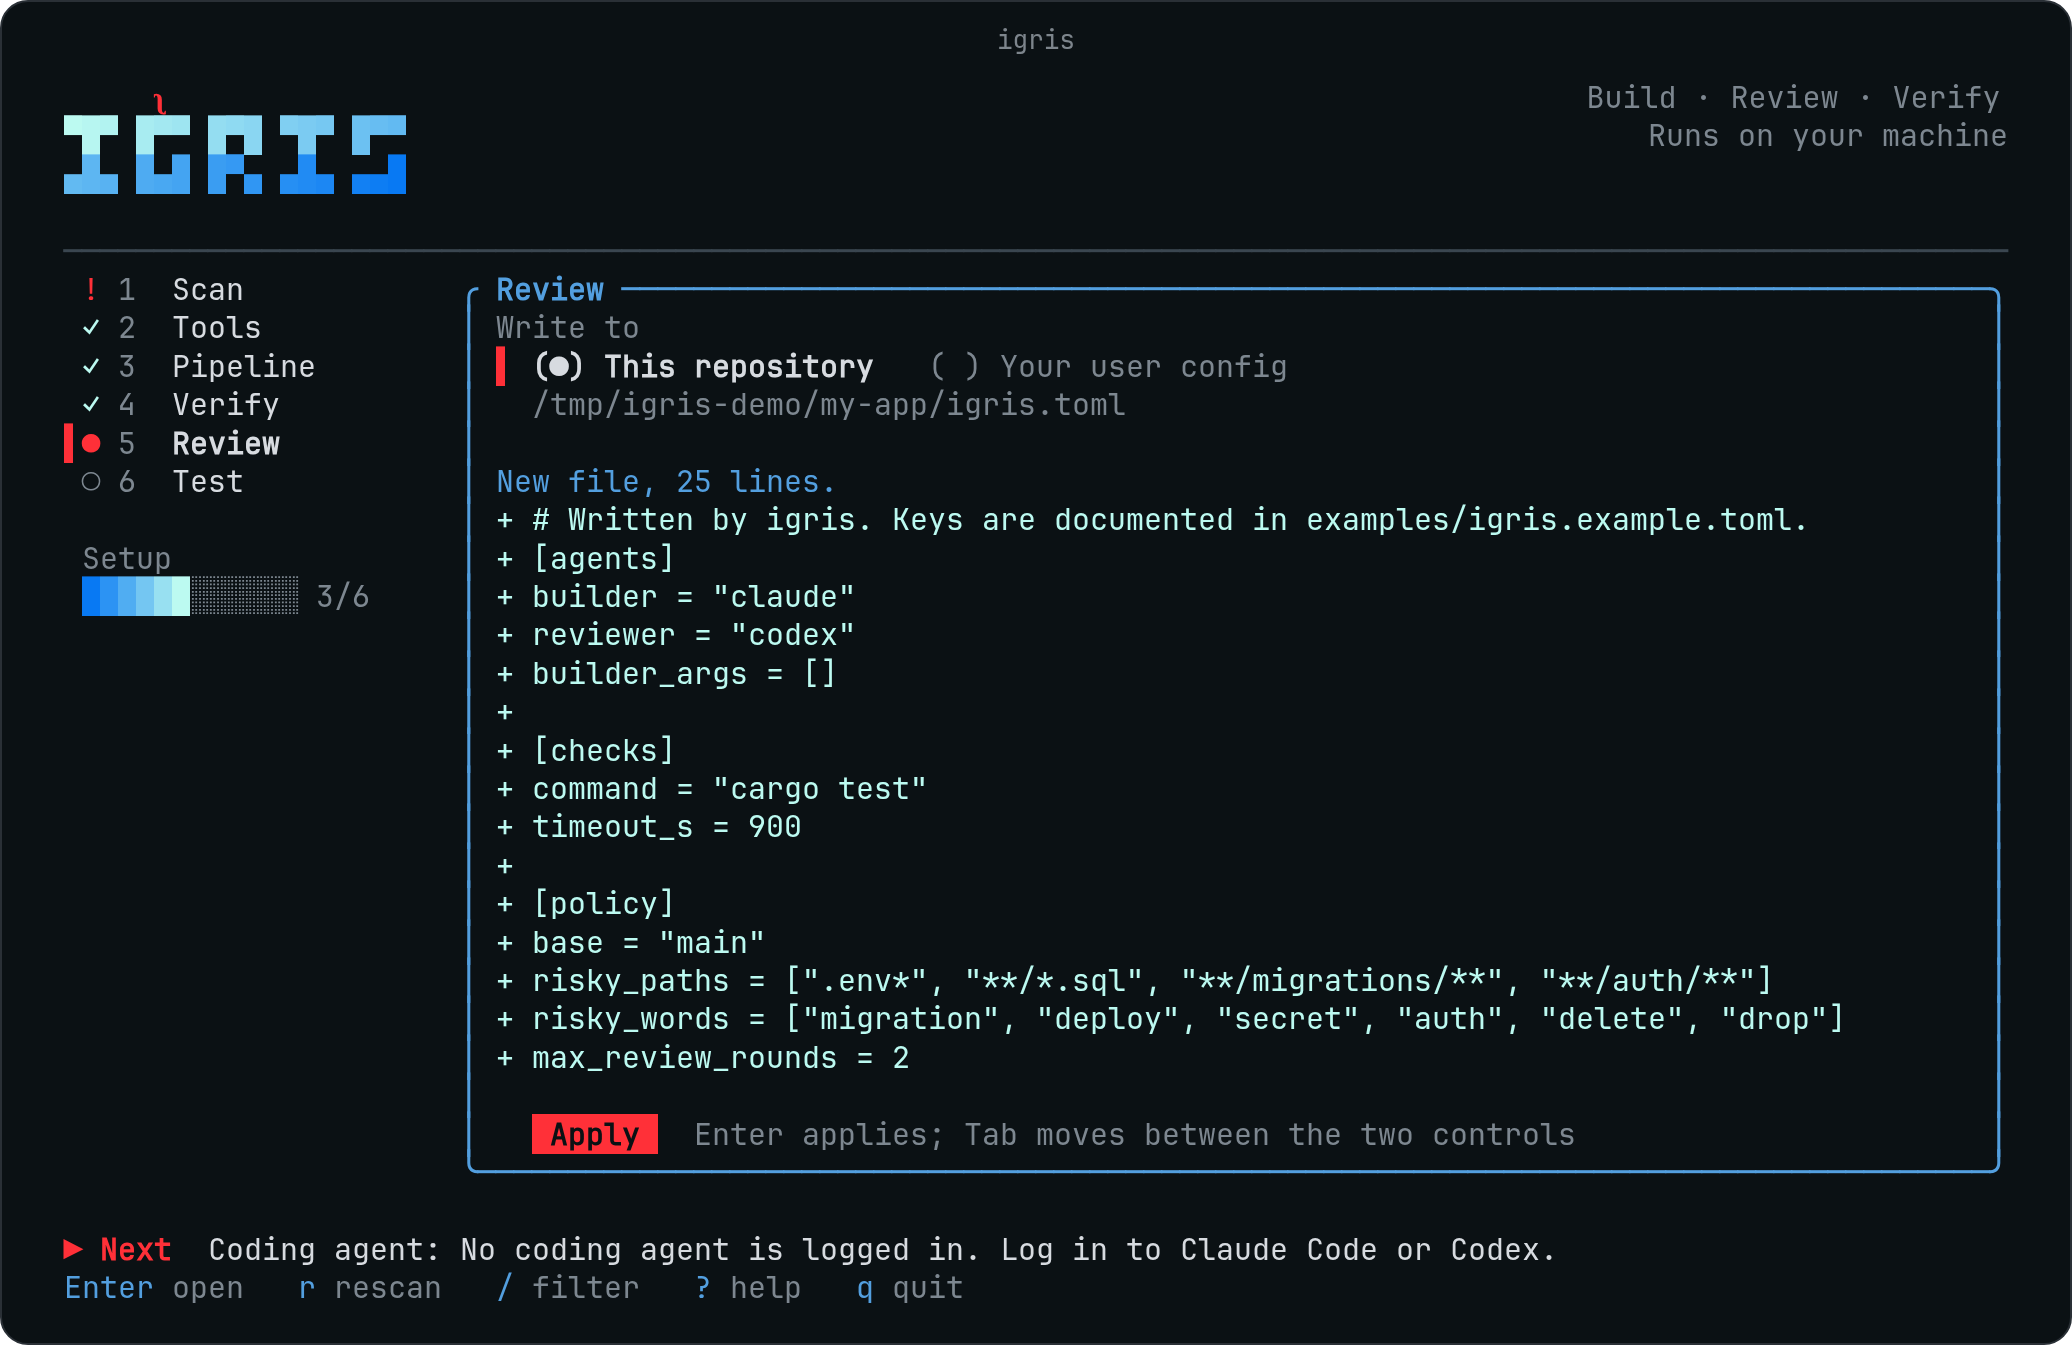 igris
IGRIS
Build · Review · Verify
Runs on your machine
! 1 Scan
✓ 2 Tools
✓ 3 Pipeline
✓ 4 Verify
● 5 Review
○ 6 Test
Setup
3/6
Review
Write to
(●) This repository ( ) Your user config
/tmp/igris-demo/my-app/igris.toml
New file, 25 lines.
+ # Written by igris. Keys are documented in examples/igris.example.toml.
+ [agents]
+ builder = "claude"
+ reviewer = "codex"
+ builder_args = []
+
+ [checks]
+ command = "cargo test"
+ timeout_s = 900
+
+ [policy]
+ base = "main"
+ risky_paths = [".env*", "**/*.sql", "**/migrations/**", "**/auth/**"]
+ risky_words = ["migration", "deploy", "secret", "auth", "delete", "drop"]
+ max_review_rounds = 2
Apply Enter applies; Tab moves between the two controls
▶ Next Coding agent: No coding agent is logged in. Log in to Claude Code or Codex.
Enter open r rescan / filter ? help q quit